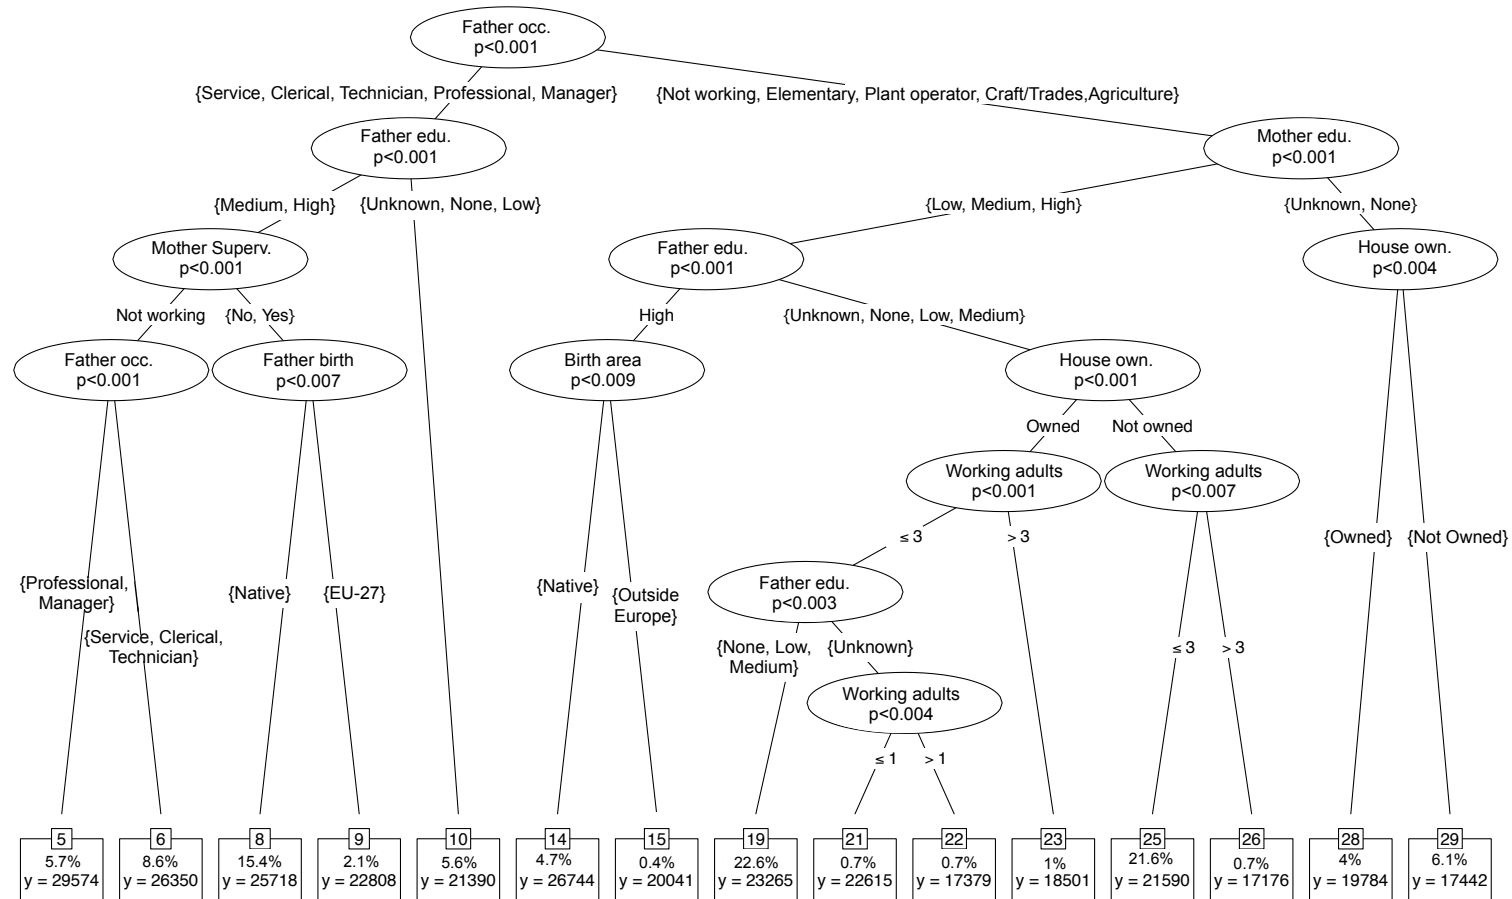 Father occ.
p<0.001
{Service, Clerical, Technician, Professional, Manager}
{Not working, Elementary, Plant operator, Craft/Trades,Agriculture}
Father edu.
p<0.001
Mother edu.
p<0.001
{Medium, High}
{Unknown, None, Low}
{Low, Medium, High}
{Unknown, None}
Mother Superv.
p<0.001
Father edu.
p<0.001
House own.
p<0.004
Not working
{No, Yes}
High
{Unknown, None, Low, Medium}
Father occ.
p<0.001
Father birth
p<0.007
Birth area
p<0.009
House own.
p<0.001
Owned
Not owned
Working adults
p<0.001
Working adults
p<0.007
≤ 3
> 3
{Owned}
{Not Owned}
{Professional,
Manager}
{Native}
{EU-27}
{Native}
{Outside
Europe}
Father edu.
p<0.003
{Service, Clerical,
Technician}
{None, Low,
Medium}
{Unknown}
≤ 3
> 3
Working adults
p<0.004
≤ 1
> 1
5
5.7%
y = 29574
6
8.6%
y = 26350
8
15.4%
y = 25718
9
2.1%
y = 22808
10
5.6%
y = 21390
14
4.7%
y = 26744
15
0.4%
y = 20041
19
22.6%
y = 23265
21
0.7%
y = 22615
22
0.7%
y = 17379
23
1%
y = 18501
25
21.6%
y = 21590
26
0.7%
y = 17176
28
4%
y = 19784
29
6.1%
y = 17442